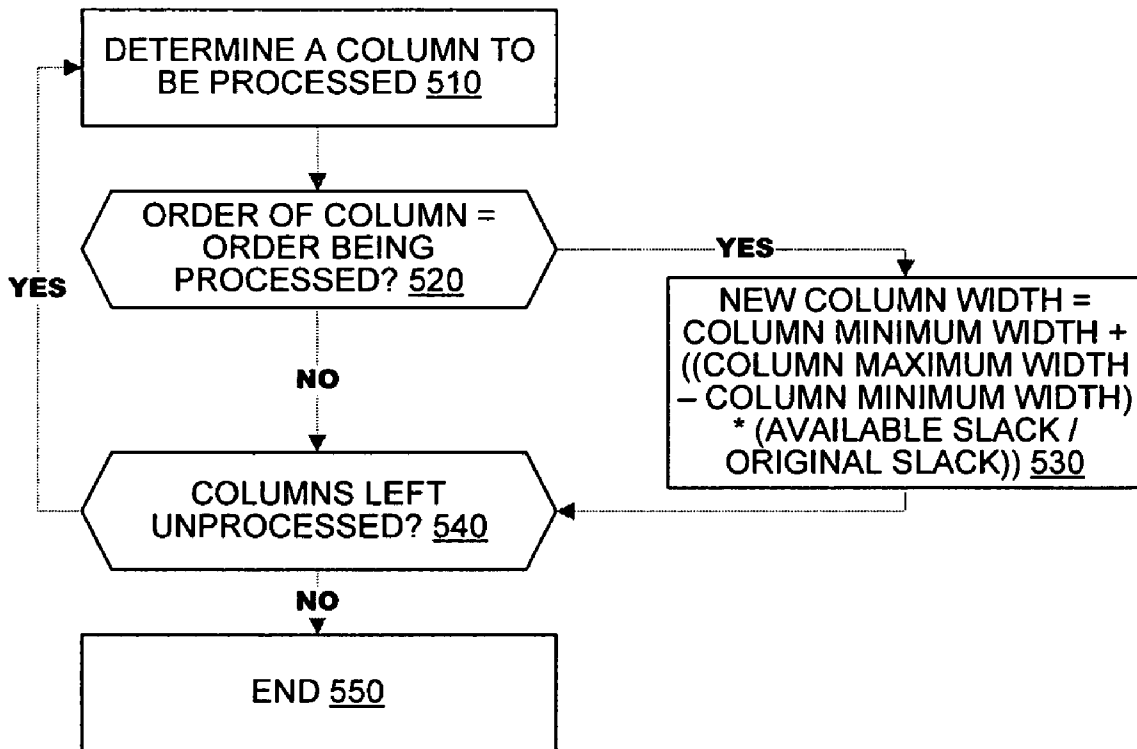 DETERMINE A COLUMN TO
BE PROCESSED 510
ORDER OF COLUMN =
ORDER BEING
PROCESSED? 520
YES
NEW COLUMN WIDTH =
COLUMN MINIMUM WIDTH +
((COLUMN MAXIMUM WIDTH
– COLUMN MINIMUM WIDTH)
* (AVAILABLE SLACK /
ORIGINAL SLACK)) 530
NO
COLUMNS LEFT
UNPROCESSED? 540
YES
NO
END 550